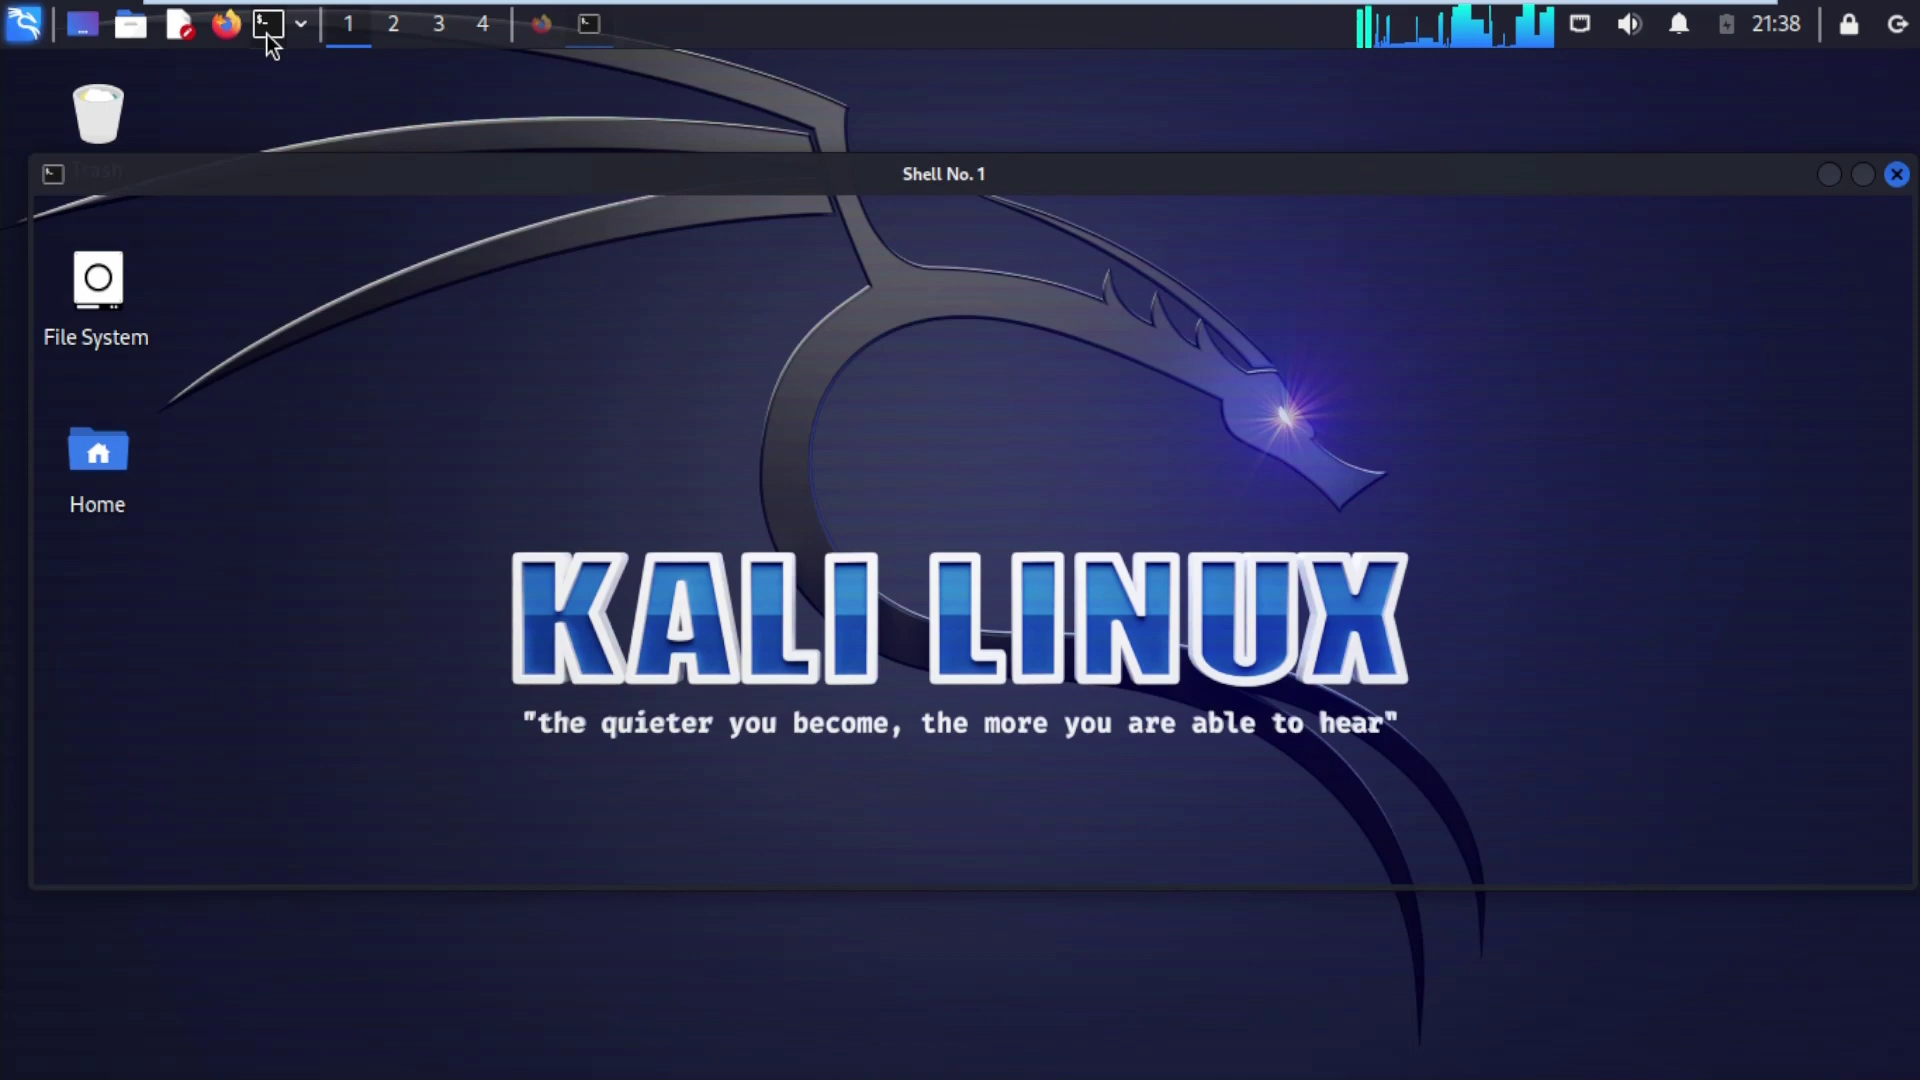 1 2 3 4 21:38
Trash
Shell No. 1
File System
Home
KALI LINUX
"the quieter you become, the more you are able to hear"